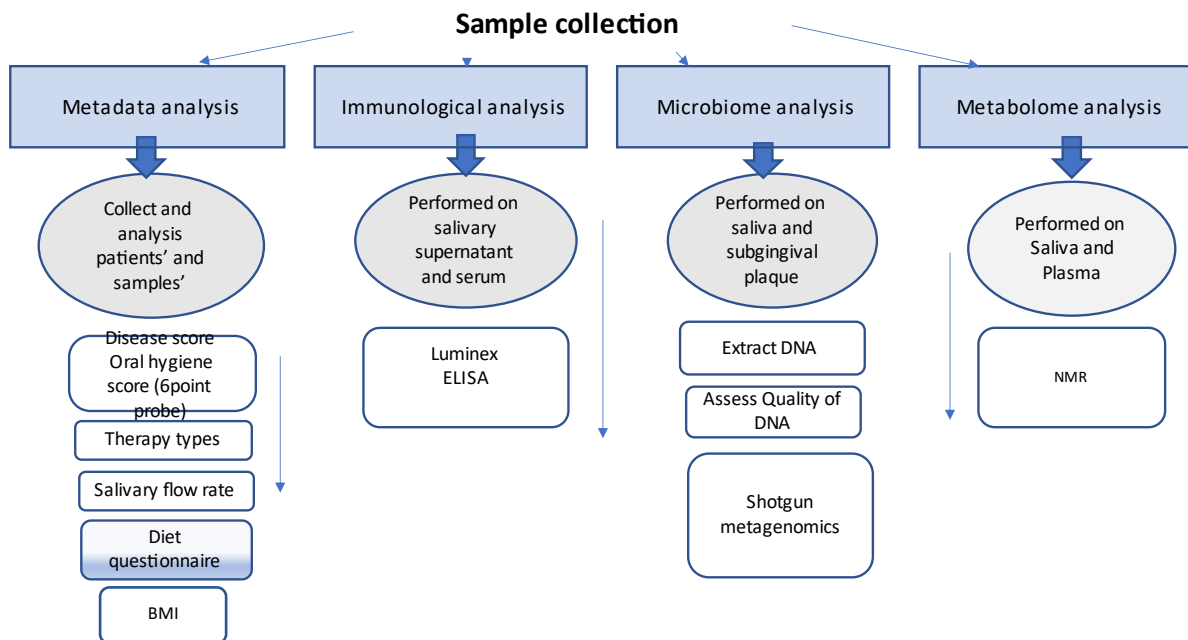 Sample collection
Metadata analysis
Immunological analysis
Microbiome analysis
Metabolome analysis
Collect and
analysis
patients’ and
samples’
Performed on
salivary
supernatant
and serum
Performed on
saliva and
subgingival
plaque
Performed on
Saliva and
Plasma
Disease score
Oral hygiene
score (6point
probe)
Therapy types
Salivary flow rate
Diet
questionnaire
BMI
Luminex
ELISA
Extract DNA
Assess Quality of
DNA
Shotgun
metagenomics
NMR